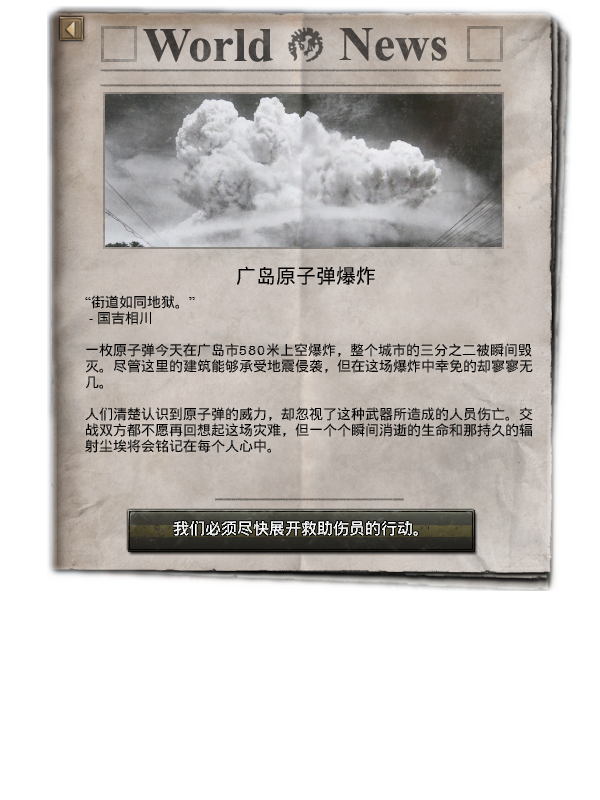 World News
广岛原子弹爆炸
“街道如同地狱。”
- 国吉相川
一枚原子弹今天在广岛市580米上空爆炸，整个城市的三分之二被瞬间毁
灭。尽管这里的建筑能够承受地震侵袭，但在这场爆炸中幸免的却寥寥无
几。
人们清楚认识到原子弹的威力，却忽视了这种武器所造成的人员伤亡。交
战双方都不愿再回想起这场灾难，但一个个瞬间消逝的生命和那持久的辐
射尘埃将会铭记在每个人心中。
我们必须尽快展开救助伤员的行动。